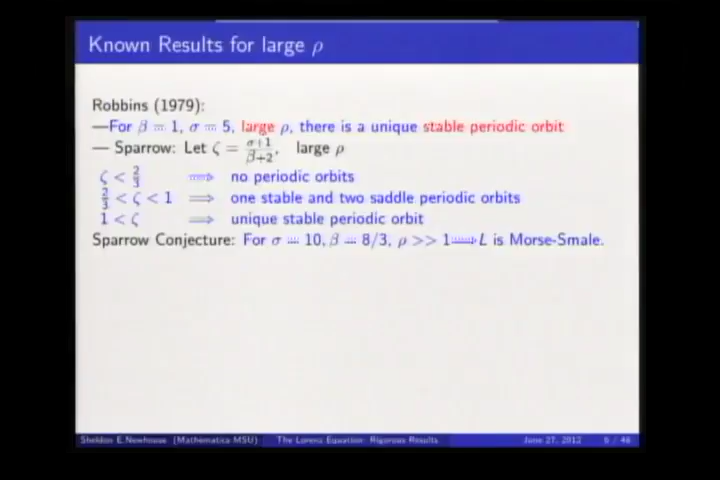 Known Results for large ρ
Robbins (1979):
—For β = 1, σ = 5, large ρ, there is a unique stable periodic orbit
— Sparrow: Let ζ = σ+1/β+2, large ρ
ζ < 2/3 ⟹ no periodic orbits
2/3 < ζ < 1 ⟹ one stable and two saddle periodic orbits
1 < ζ ⟹ unique stable periodic orbit
Sparrow Conjecture: For σ = 10, β = 8/3, ρ >> 1⟹L is Morse-Smale.
Sheldon E.Newhouse (Mathematics MSU) The Lorenz Equation: Rigorous Results June 27, 2012 6 / 46